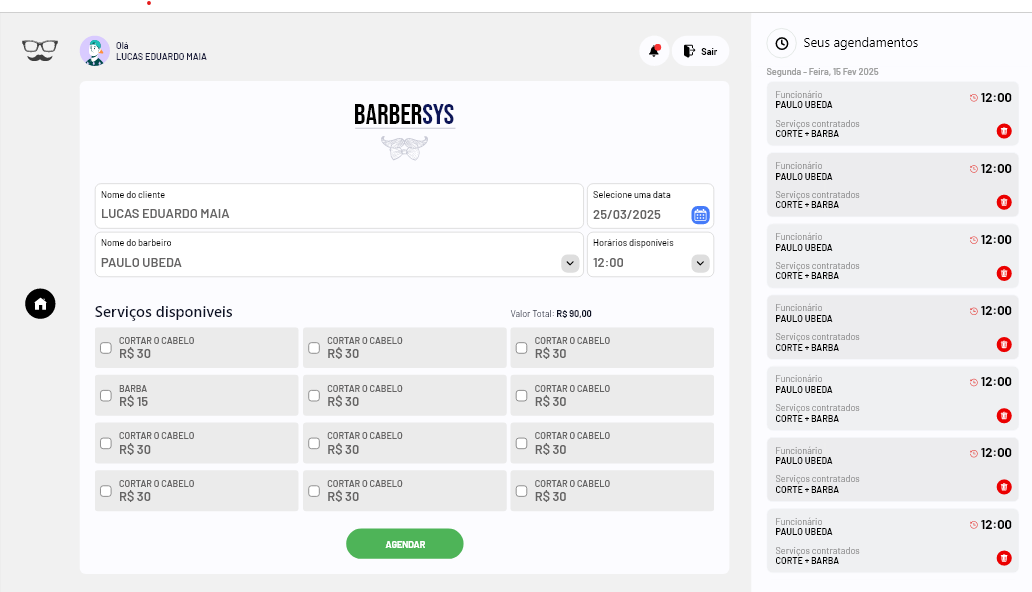 Olá
LUCAS EDUARDO MAIA
Sair
BARBERSYS
Nome do cliente
LUCAS EDUARDO MAIA
Selecione uma data
25/03/2025
Nome do barbeiro
PAULO UBEDA
Horários disponiveis
12:00
Serviços disponiveis
Valor Total: R$ 90,00
CORTAR O CABELO
R$ 30
CORTAR O CABELO
R$ 30
CORTAR O CABELO
R$ 30
BARBA
R$ 15
CORTAR O CABELO
R$ 30
CORTAR O CABELO
R$ 30
CORTAR O CABELO
R$ 30
CORTAR O CABELO
R$ 30
CORTAR O CABELO
R$ 30
CORTAR O CABELO
R$ 30
CORTAR O CABELO
R$ 30
CORTAR O CABELO
R$ 30
AGENDAR
Seus agendamentos
Segunda - Feira, 15 Fev 2025
Funcionário
PAULO UBEDA
12:00
Serviços contratados
CORTE + BARBA
Funcionário
PAULO UBEDA
12:00
Serviços contratados
CORTE + BARBA
Funcionário
PAULO UBEDA
12:00
Serviços contratados
CORTE + BARBA
Funcionário
PAULO UBEDA
12:00
Serviços contratados
CORTE + BARBA
Funcionário
PAULO UBEDA
12:00
Serviços contratados
CORTE + BARBA
Funcionário
PAULO UBEDA
12:00
Serviços contratados
CORTE + BARBA
Funcionário
PAULO UBEDA
12:00
Serviços contratados
CORTE + BARBA